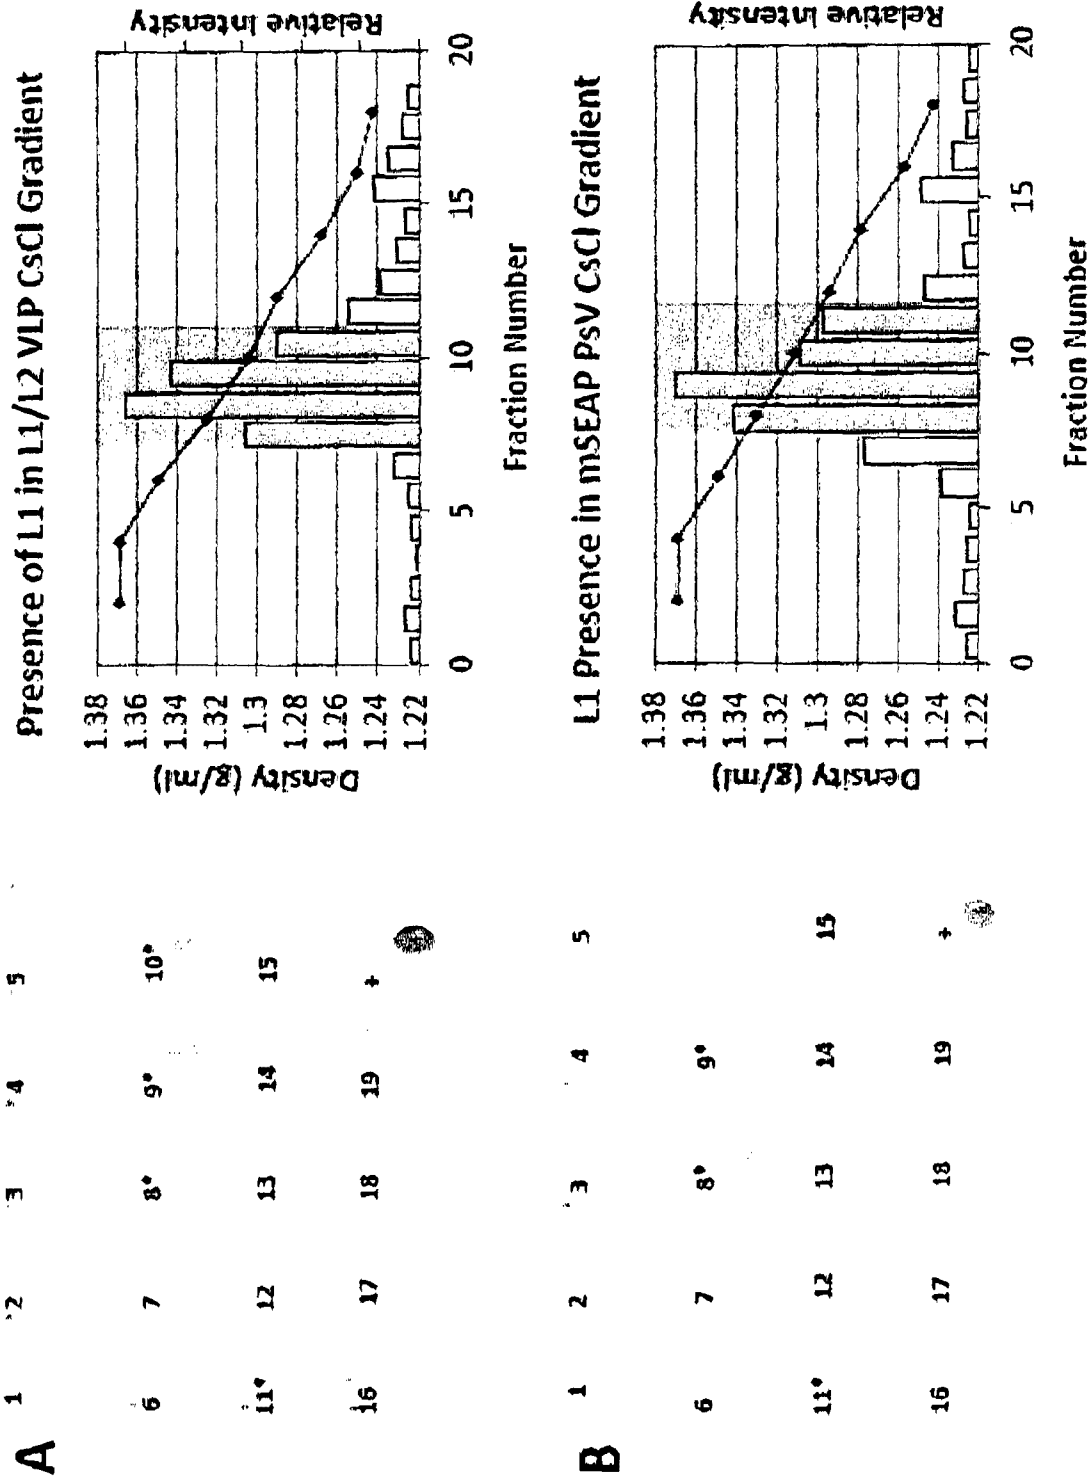 A
1 2 3 4 5
6 7 8* 9* 10*
11* 12 13 14 15
16 17 18 19 +
Presence of L1 in L1/L2 VLP CsCl Gradient
Density (g/ml)
1.38
1.36
1.34
1.32
1.3
1.28
1.26
1.24
1.22
0 5 10 15 20
Fraction Number
Relative Intensity
B
1 2 3 4 5
6 7 8* 9*
11* 12 13 14 15
16 17 18 19 +
L1 Presence in mSEAP PsV CsCl Gradient
Density (g/ml)
1.38
1.36
1.34
1.32
1.3
1.28
1.26
1.24
1.22
0 5 10 15 20
Fraction Number
Relative Intensity